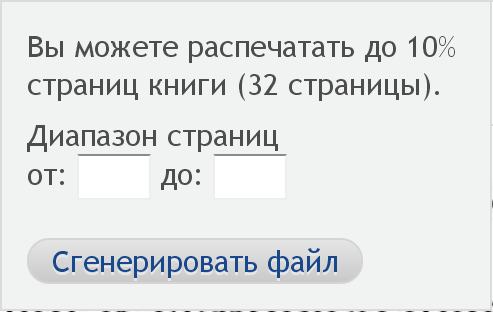 Вы можете распечатать до 10%
страниц книги (32 страницы).
Диапазон страниц
от: до:
Сгенерировать файл